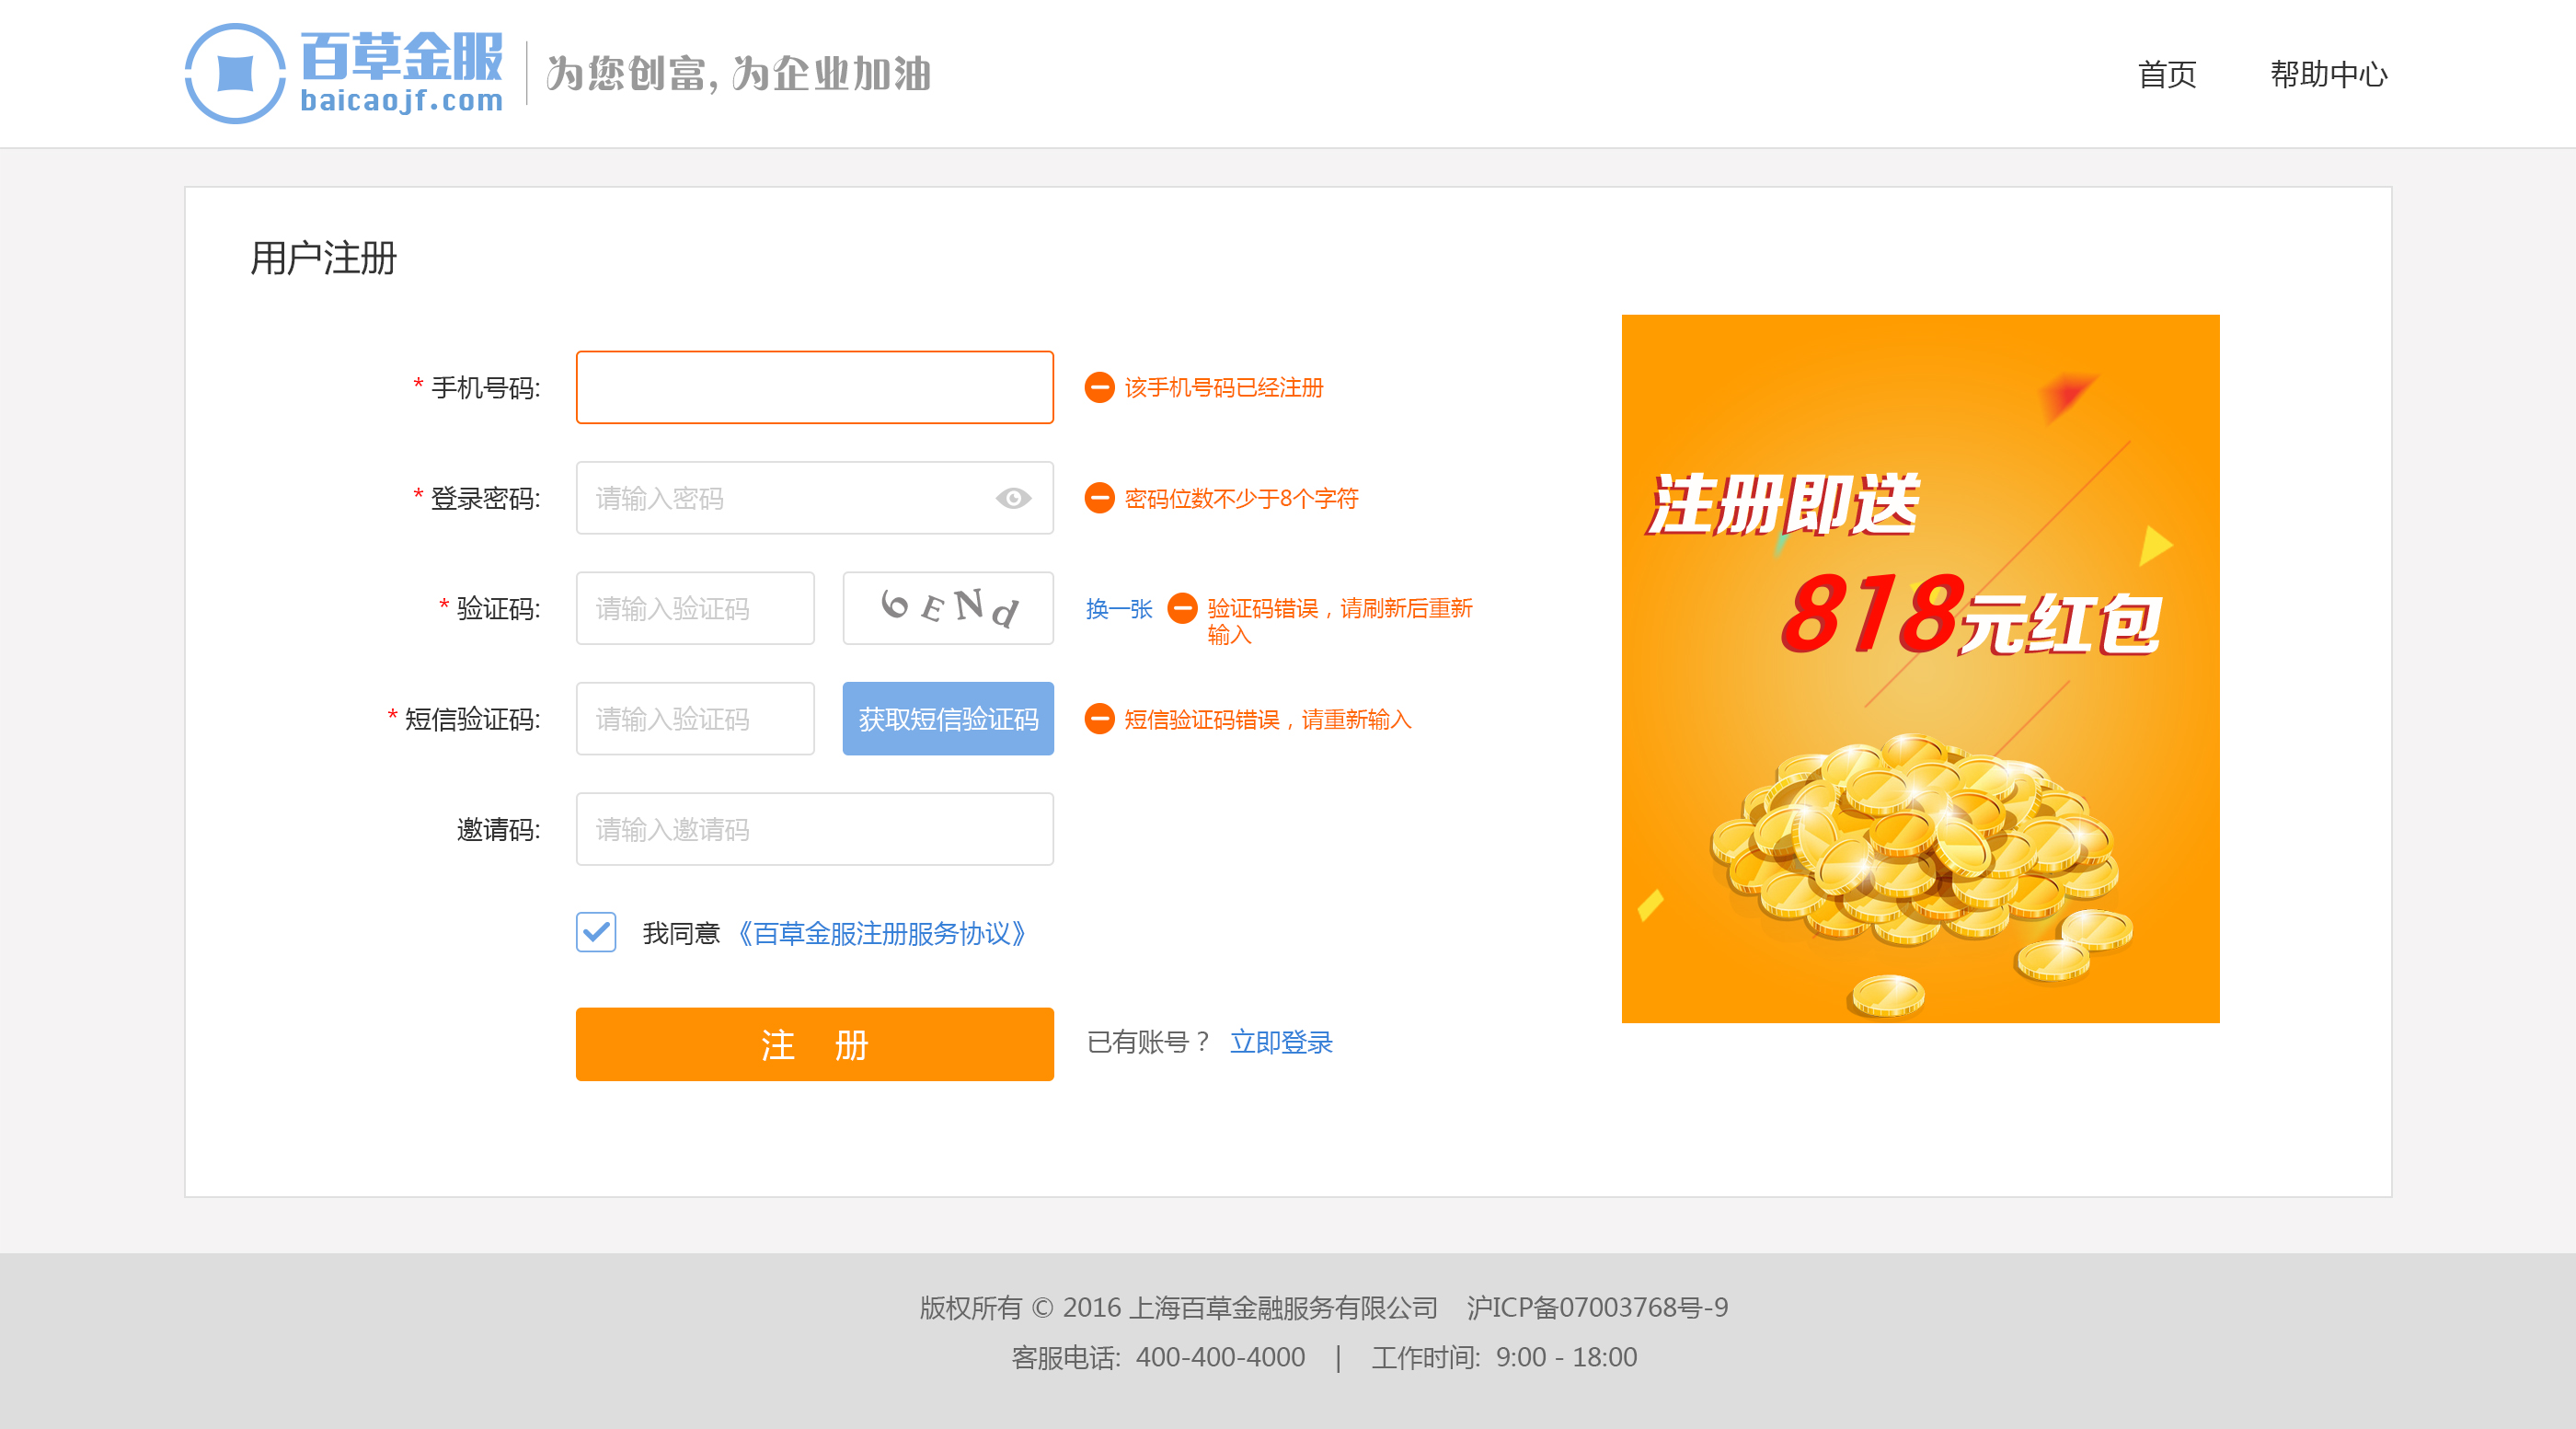 百草金服
baicaojf.com
为您创富,为企业加油
首页 帮助中心
用户注册
* 手机号码: 该手机号码已经注册
* 登录密码: 请输入密码 密码位数不少于8个字符
* 验证码: 请输入验证码 6ENd 换一张 验证码错误，请刷新后重新
输入
* 短信验证码: 请输入验证码 获取短信验证码 短信验证码错误，请重新输入
邀请码: 请输入邀请码
我同意《百草金服注册服务协议》
注 册 已有账号？ 立即登录
注册即送
818元红包
版权所有 © 2016 上海百草金融服务有限公司 沪ICP备07003768号-9
客服电话: 400-400-4000 | 工作时间: 9:00 - 18:00